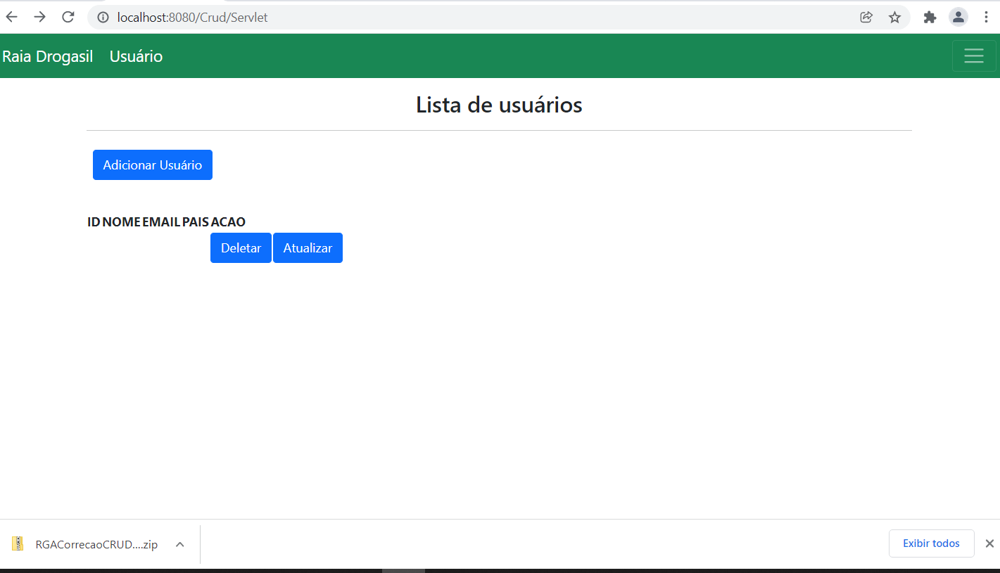 localhost:8080/Crud/Servlet
Raia Drogasil Usuário
Lista de usuários
Adicionar Usuário
ID NOME EMAIL PAIS ACAO
Deletar Atualizar
RGACorrecaoCRUD....zip
Exibir todos